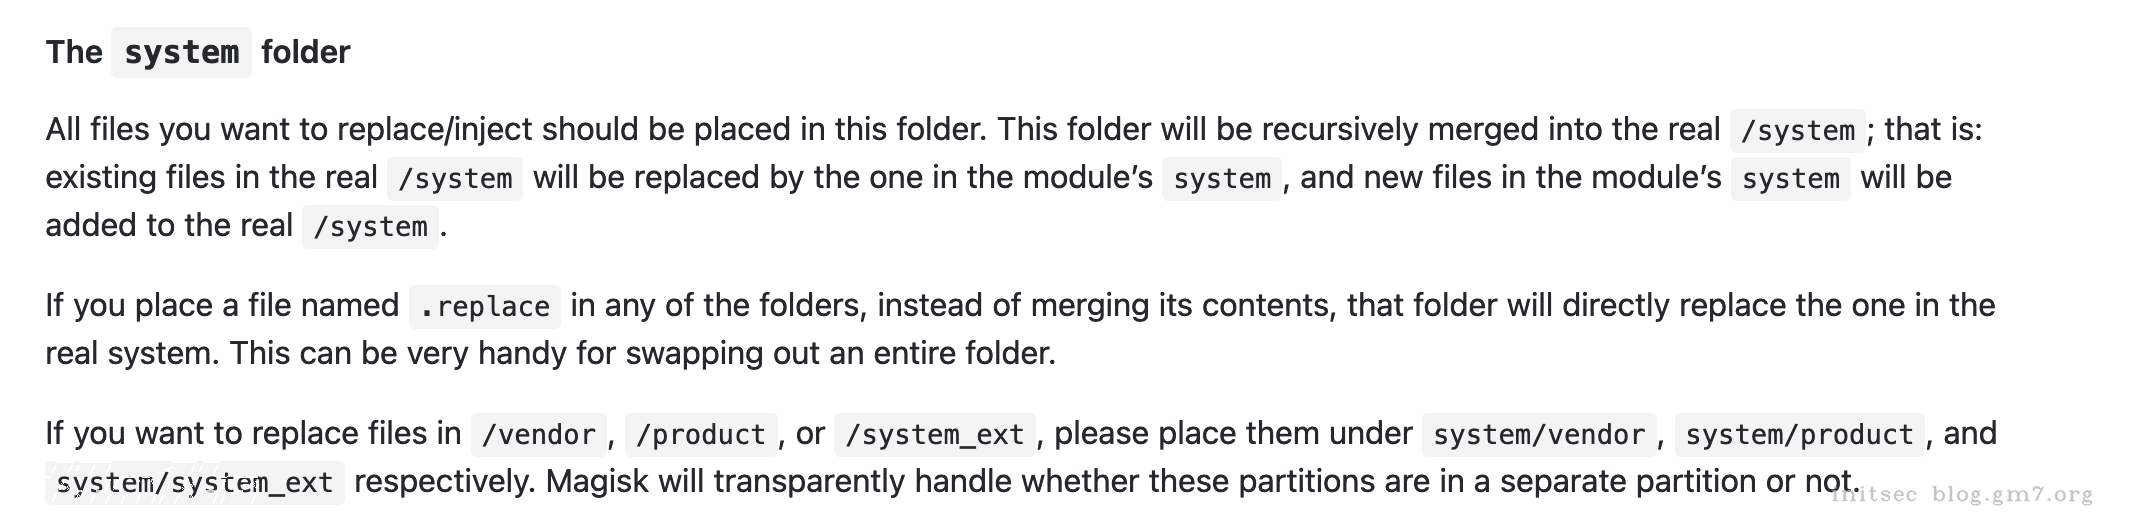 The system folder
All files you want to replace/inject should be placed in this folder. This folder will be recursively merged into the real /system; that is:
existing files in the real /system will be replaced by the one in the module’s system, and new files in the module’s system will be
added to the real /system.
If you place a file named .replace in any of the folders, instead of merging its contents, that folder will directly replace the one in the
real system. This can be very handy for swapping out an entire folder.
If you want to replace files in /vendor, /product, or /system_ext, please place them under system/vendor, system/product, and
system/system_ext respectively. Magisk will transparently handle whether these partitions are in a separate partition or not.
blog.gm7.org